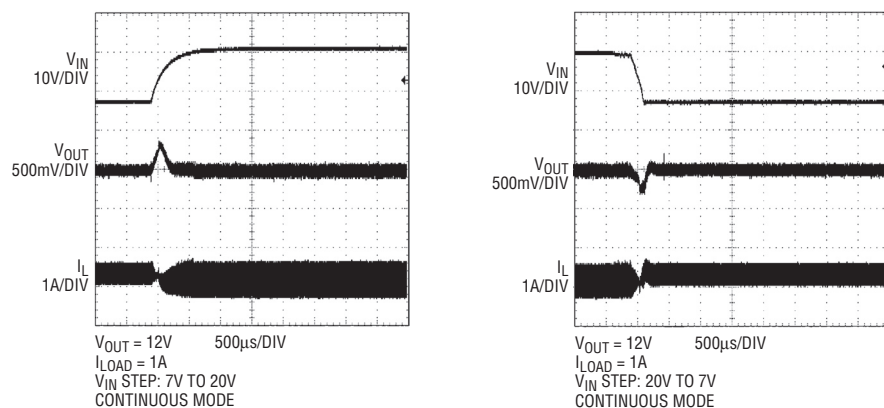 VIN
10V/DIV
VOUT
500mV/DIV
IL
1A/DIV
VOUT = 12V
500µs/DIV
ILOAD = 1A
VIN STEP: 7V TO 20V
CONTINUOUS MODE
VIN
10V/DIV
VOUT
500mV/DIV
IL
1A/DIV
VOUT = 12V
500µs/DIV
ILOAD = 1A
VIN STEP: 20V TO 7V
CONTINUOUS MODE